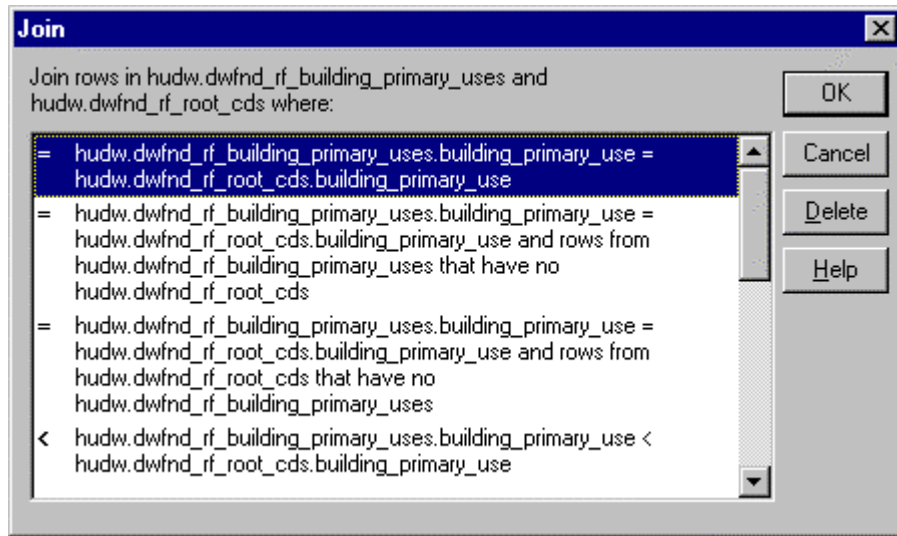 Join
Join rows in hudw.dwfnd_rf_building_primary_uses and
hudw.dwfnd_rf_root_cds where:
= hudw.dwfnd_rf_building_primary_uses.building_primary_use =
hudw.dwfnd_rf_root_cds.building_primary_use
= hudw.dwfnd_rf_building_primary_uses.building_primary_use =
hudw.dwfnd_rf_root_cds.building_primary_use and rows from
hudw.dwfnd_rf_building_primary_uses that have no
hudw.dwfnd_rf_root_cds
= hudw.dwfnd_rf_building_primary_uses.building_primary_use =
hudw.dwfnd_rf_root_cds.building_primary_use and rows from
hudw.dwfnd_rf_root_cds that have no
hudw.dwfnd_rf_building_primary_uses
< hudw.dwfnd_rf_building_primary_uses.building_primary_use <
hudw.dwfnd_rf_root_cds.building_primary_use
OK
Cancel
Delete
Help